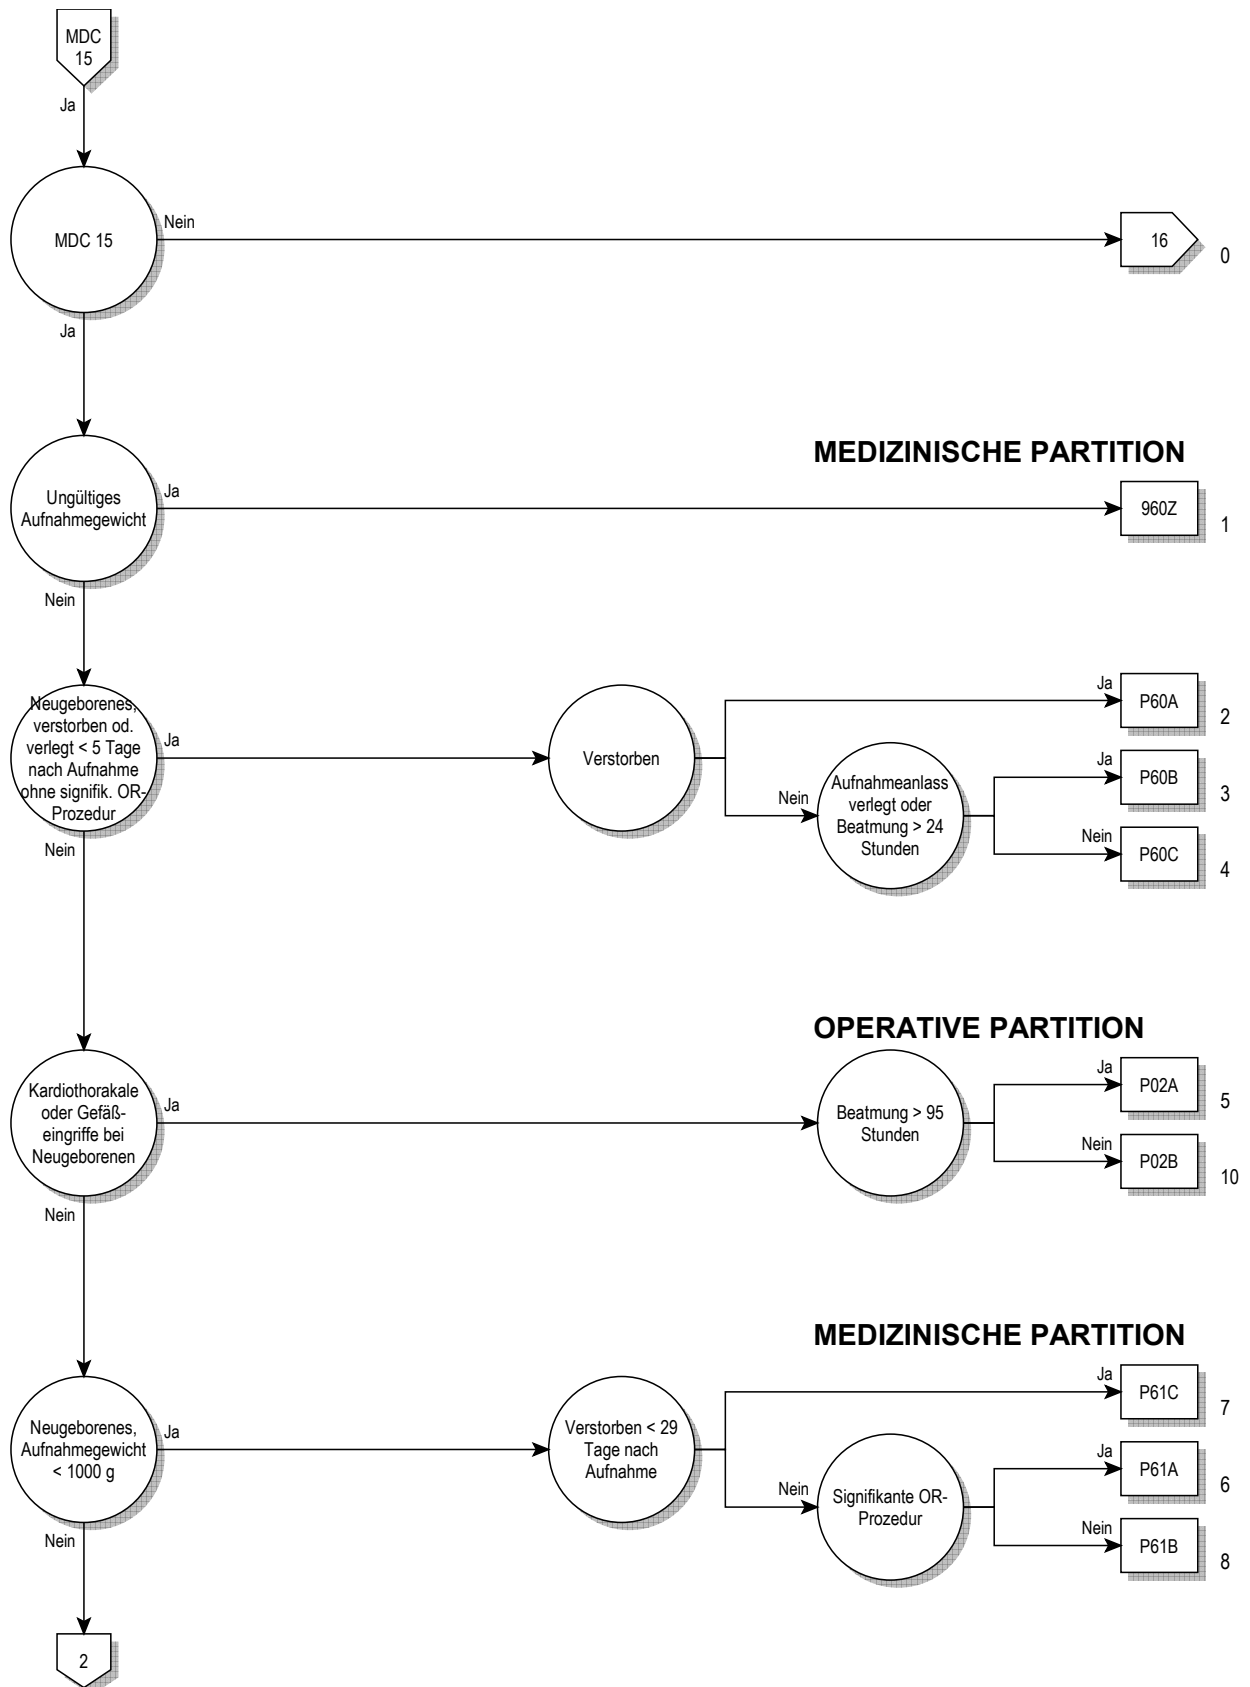 MDC
15
Ja
MDC 15
Nein
16
0
Ja
MEDIZINISCHE PARTITION
Ungültiges
Aufnahmegewicht
Ja
960Z
1
Nein
Neugeborenes,
verstorben od.
verlegt < 5 Tage
nach Aufnahme
ohne signifik. OR-
Prozedur
Ja
Verstorben
Ja
P60A
2
Nein
Aufnahmeanlass
verlegt oder
Beatmung > 24
Stunden
Ja
P60B
3
Nein
P60C
4
Nein
OPERATIVE PARTITION
Kardiothorakale
oder Gefäß-
eingriffe bei
Neugeborenen
Ja
Beatmung > 95
Stunden
Ja
P02A
5
Nein
P02B
10
Nein
MEDIZINISCHE PARTITION
Neugeborenes,
Aufnahmegewicht
< 1000 g
Ja
Verstorben < 29
Tage nach
Aufnahme
Ja
P61C
7
Nein
Signifikante OR-
Prozedur
Ja
P61A
6
Nein
P61B
8
Nein
2